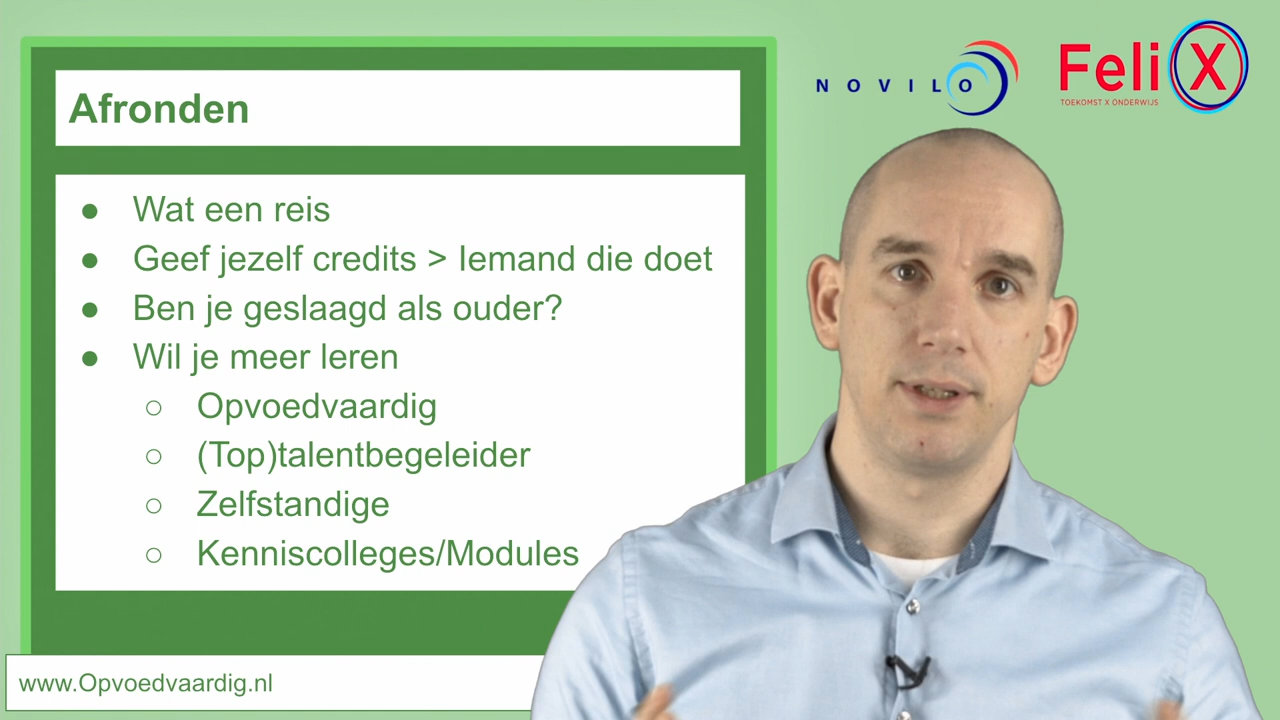 NOVILO
FeliX
TOEKOMST X ONDERWIJS
Afronden
● Wat een reis
● Geef jezelf credits > Iemand die doet
● Ben je geslaagd als ouder?
● Wil je meer leren
○ Opvoedvaardig
○ (Top)talentbegeleider
○ Zelfstandige
○ Kenniscolleges/Modules
www.Opvoedvaardig.nl